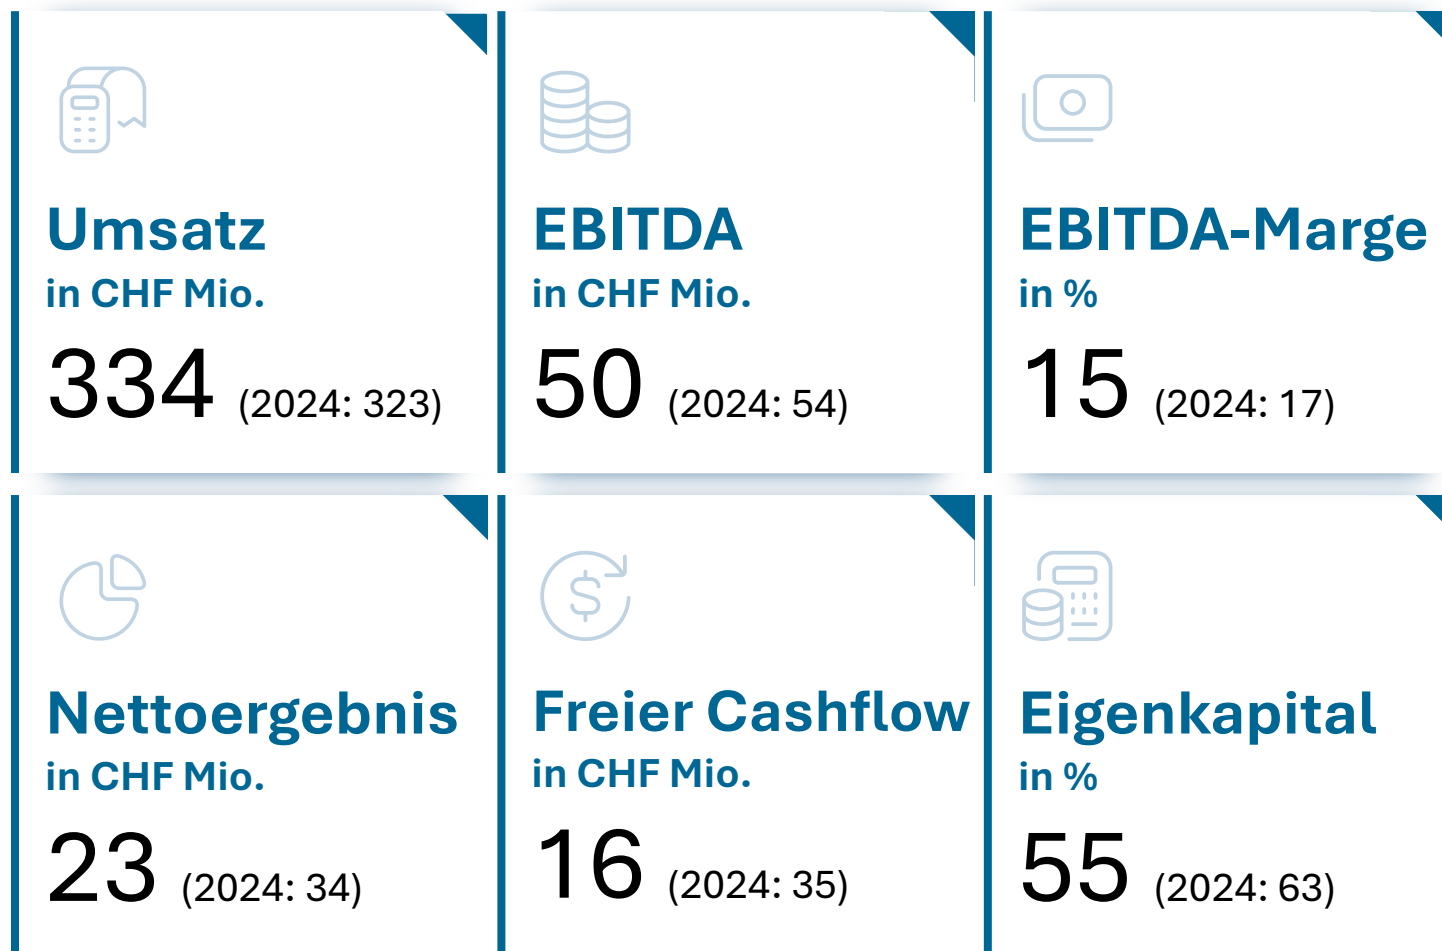 Umsatz
in CHF Mio.
334 (2024: 323)
EBITDA
in CHF Mio.
50 (2024: 54)
EBITDA-Marge
in %
15 (2024: 17)
Nettoergebnis
in CHF Mio.
23 (2024: 34)
Freier Cashflow
in CHF Mio.
16 (2024: 35)
Eigenkapital
in %
55 (2024: 63)